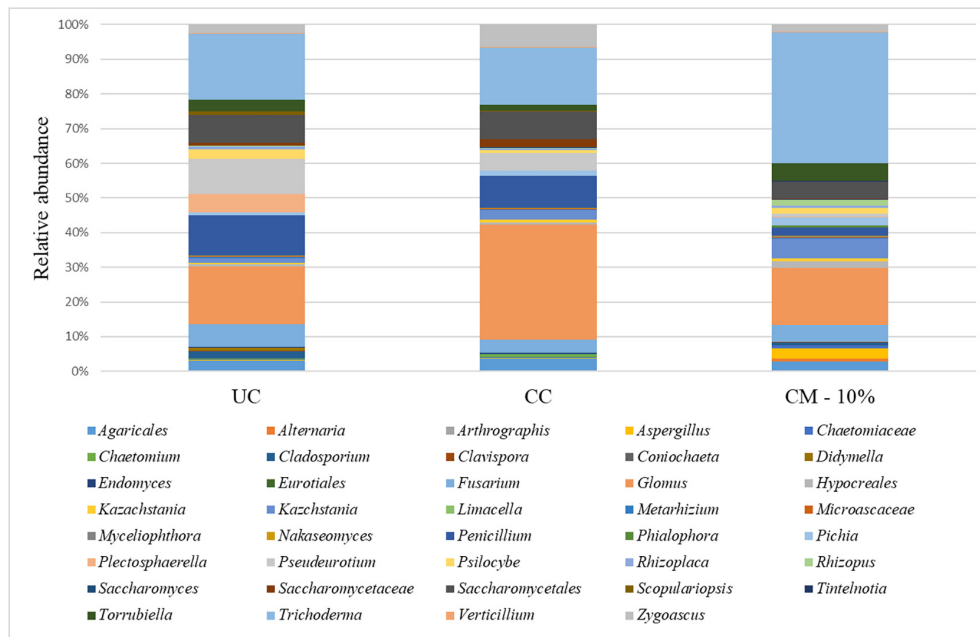 100%
90%
80%
70%
60%
50%
40%
30%
20%
10%
0%
Relative abundance
UC CC CM - 10%
Agaricales Alternaria Arthrographis Aspergillus Chaetomiaceae
Chaetomium Cladosporium Clavispora Coniochaeta Didymella
Endomyces Eurotiales Fusarium Glomus Hypocreales
Kazachstania Kazchstania Limacella Metarhizium Microascaceae
Myceliophthora Nakaseomyces Penicillium Phialophora Pichia
Plectosphaerella Pseudeurotium Psilocybe Rhizoplaca Rhizopus
Saccharomyces Saccharomycetaceae Saccharomycetales Scopulariopsis Tintelnotia
Torrubiella Trichoderma Verticillium Zygoascus